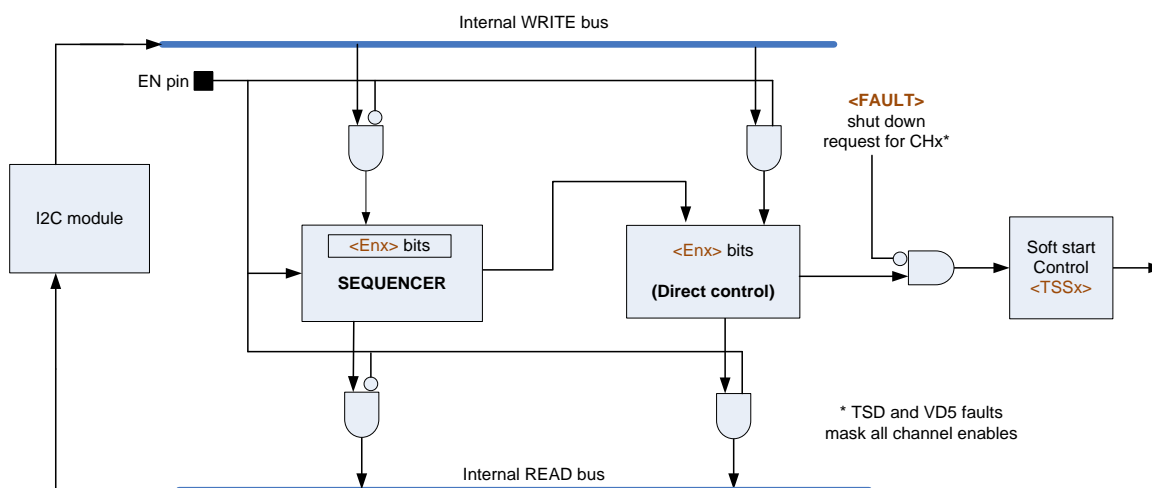 Internal WRITE bus
EN pin
<FAULT>
shut down
request for CHx*
I2C module
<Enx> bits
SEQUENCER
<Enx> bits
(Direct control)
Soft start
Control
<TSSx>
* TSD and VD5 faults
mask all channel enables
Internal READ bus